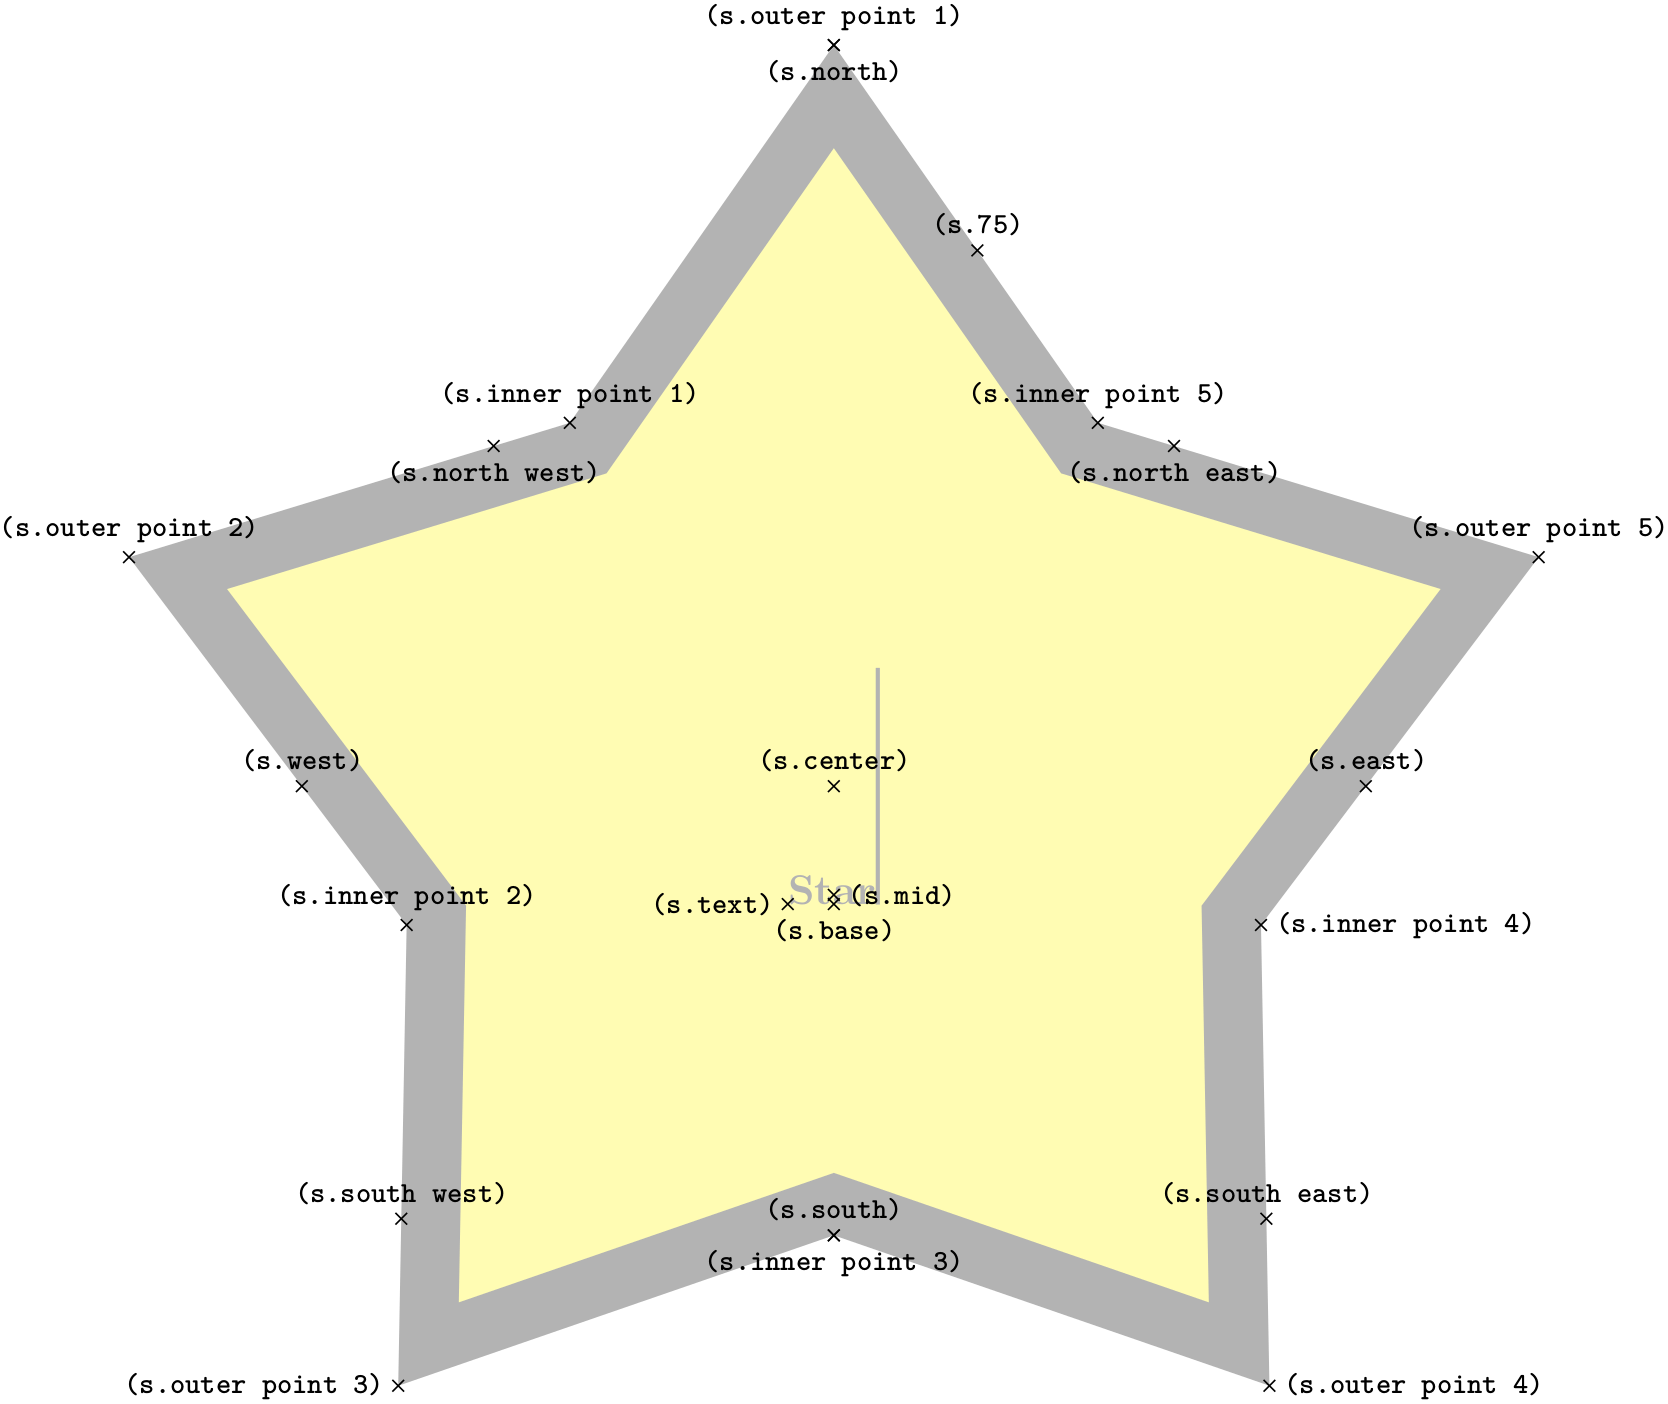 (s.outer point 1)
(s.north)
(s.75)
(s.inner point 1)
(s.inner point 5)
(s.north west)
(s.north east)
(s.outer point 2)
(s.outer point 5)
(s.west)
(s.center)
(s.east)
(s.inner point 2)
Star
(s.mid)
(s.text)
(s.base)
(s.inner point 4)
(s.south west)
(s.south east)
(s.south)
(s.inner point 3)
(s.outer point 3)
(s.outer point 4)